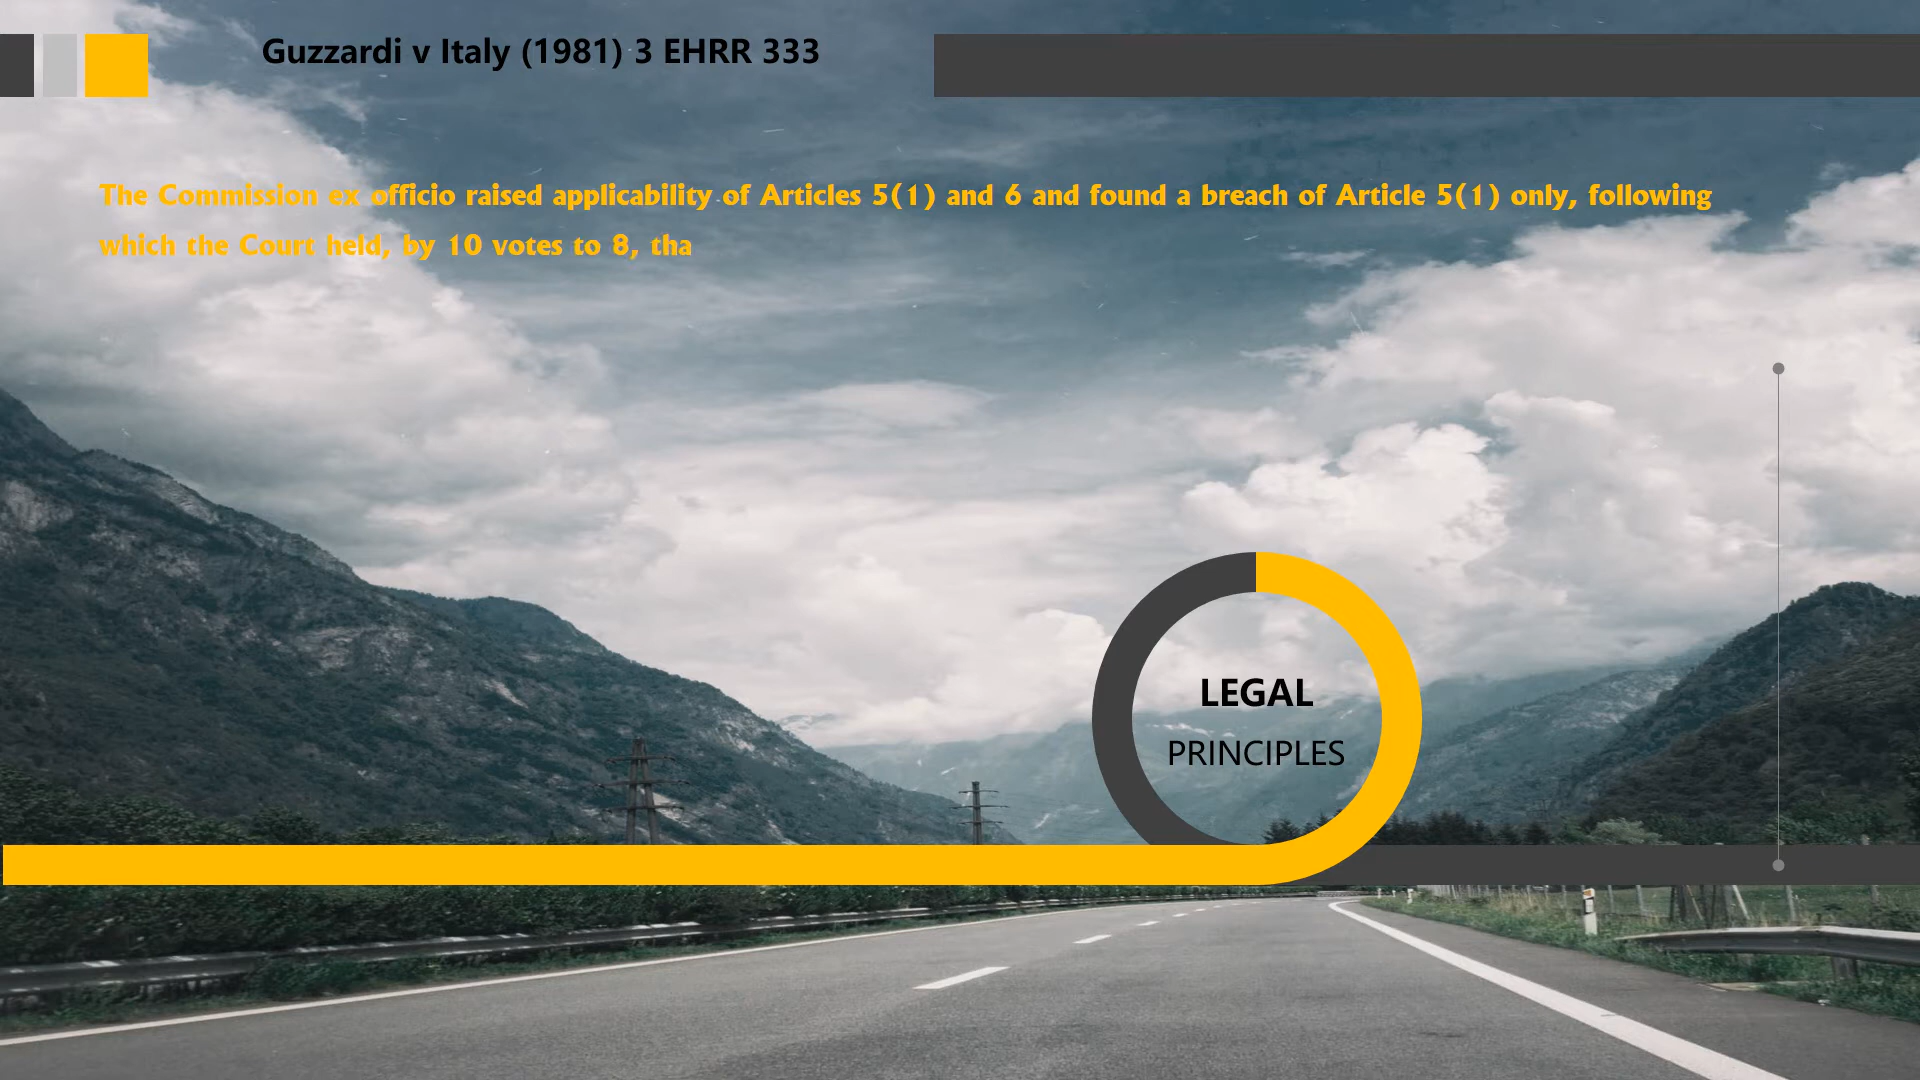 Guzzardi v Italy (1981) 3 EHRR 333
The Commission ex officio raised applicability of Articles 5(1) and 6 and found a breach of Article 5(1) only, following
which the Court held, by 10 votes to 8, tha
LEGAL
PRINCIPLES